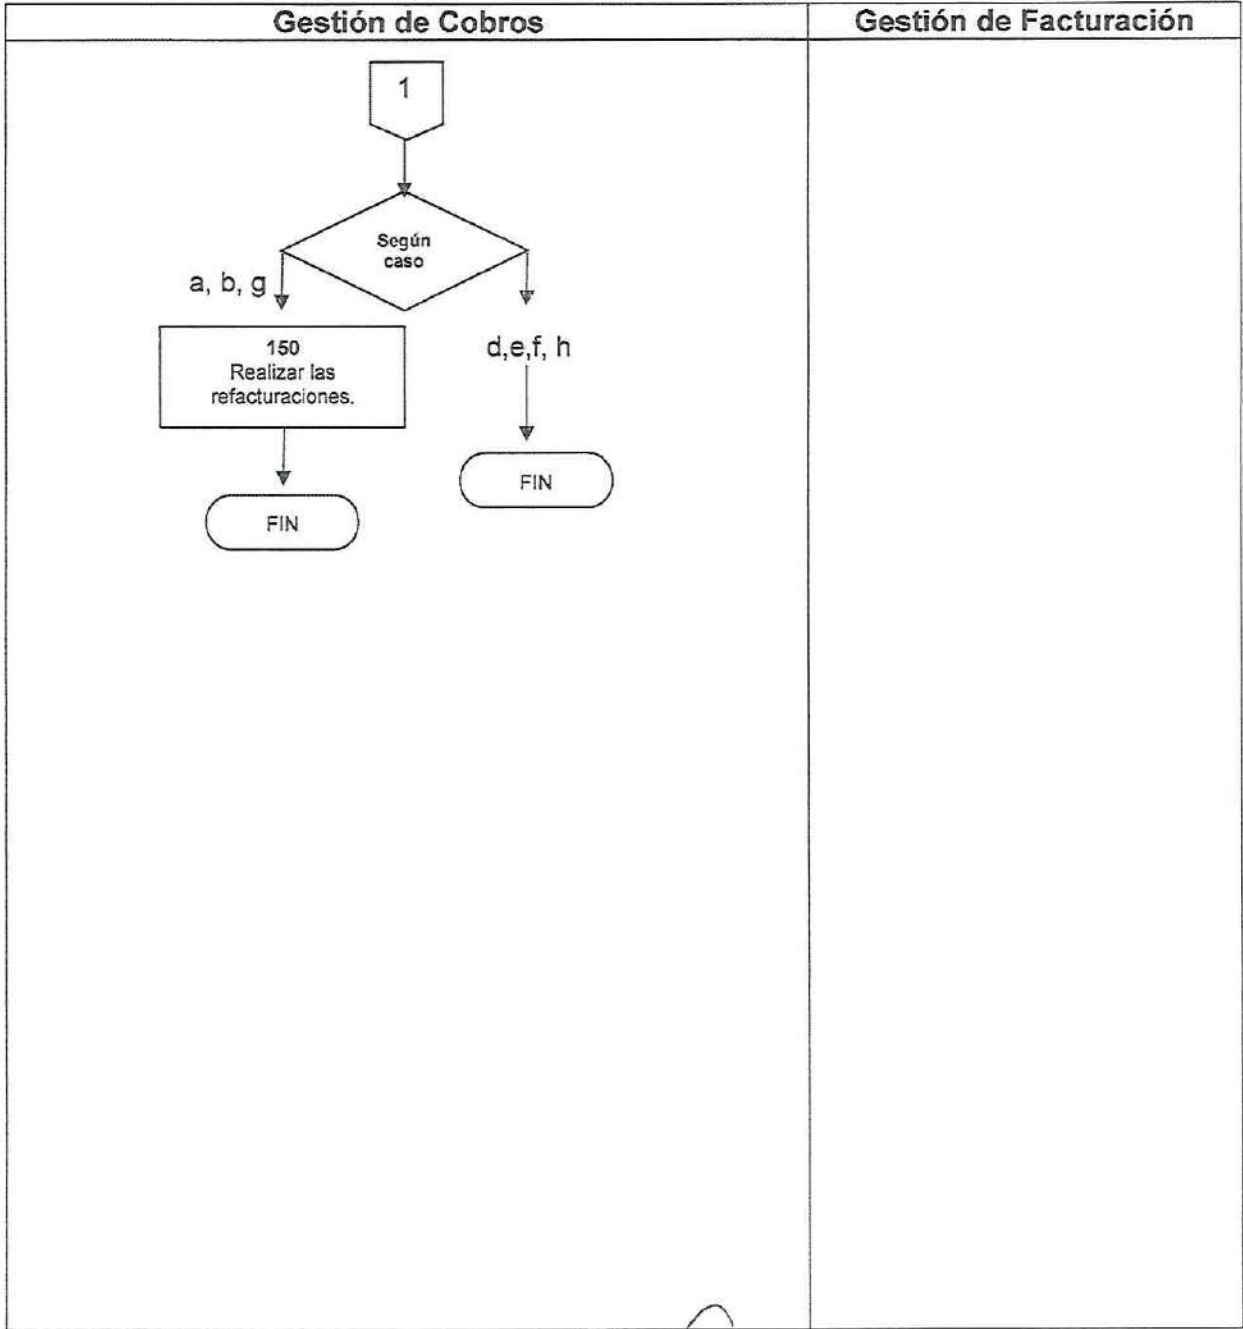 Gestión de Cobros
Gestión de Facturación
1
Según
caso
a, b, g
d,e,f, h
150
Realizar las
refacturaciones.
FIN
FIN